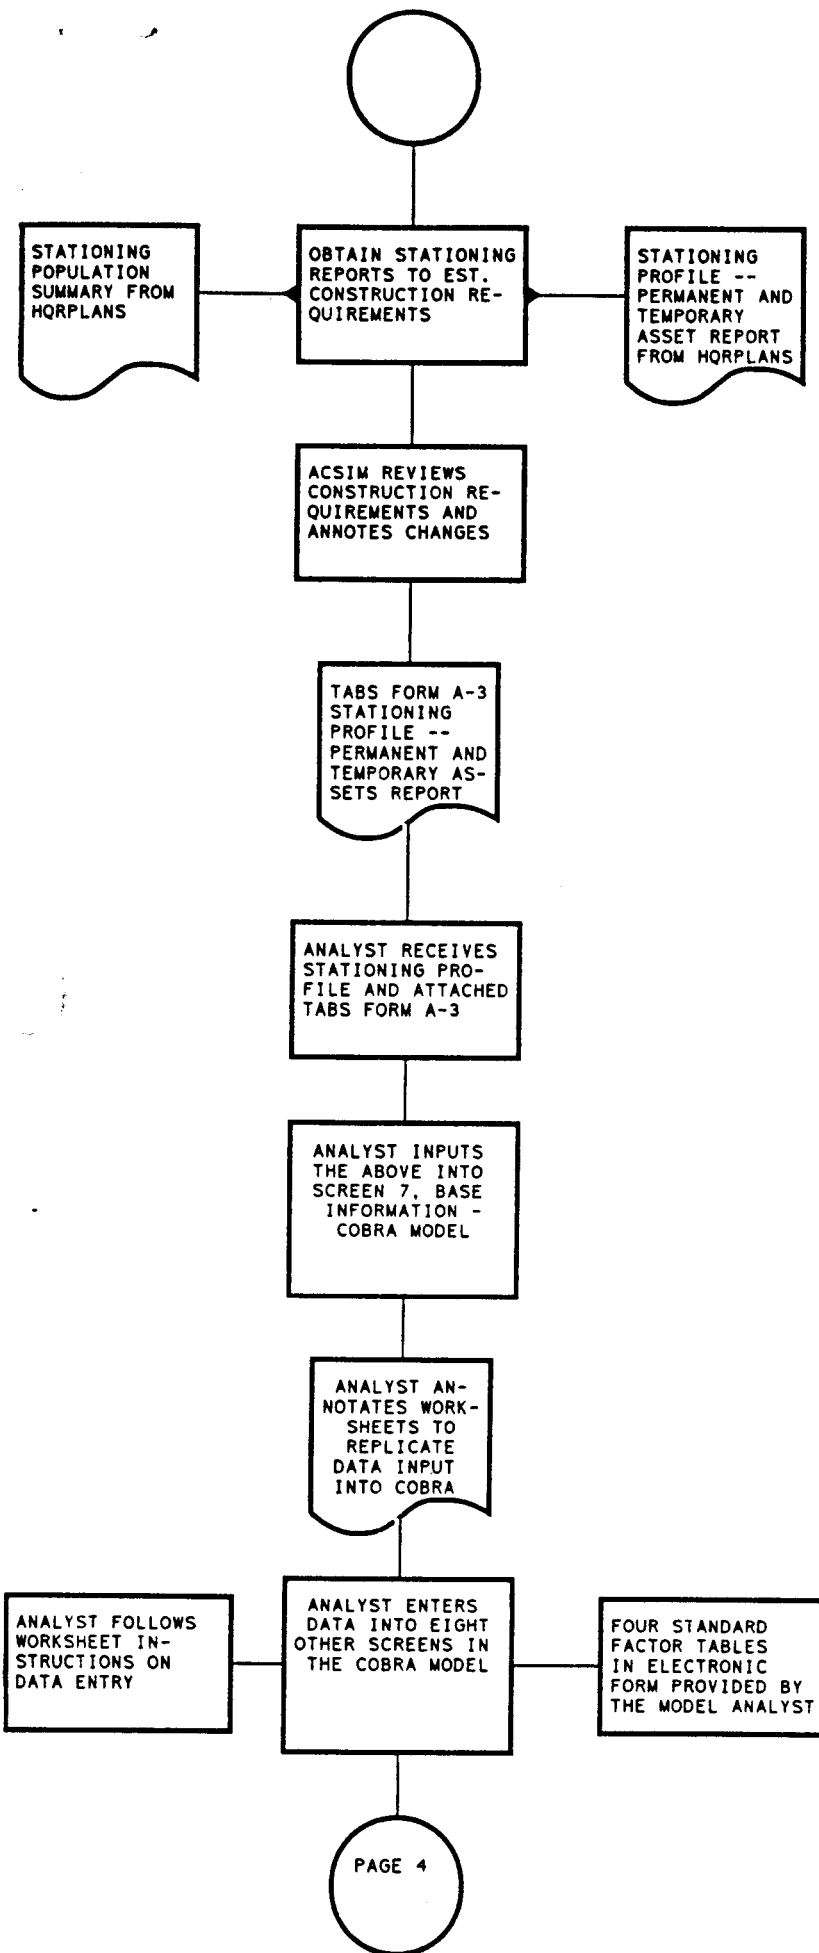 STATIONING
POPULATION
SUMMARY FROM
HQRPLANS
OBTAIN STATIONING
REPORTS TO EST.
CONSTRUCTION RE-
QUIREMENTS
STATIONING
PROFILE --
PERMANENT AND
TEMPORARY
ASSET REPORT
FROM HQRPLANS
ACSIM REVIEWS
CONSTRUCTION RE-
QUIREMENTS AND
ANNOTES CHANGES
TABS FORM A-3
STATIONING
PROFILE --
PERMANENT AND
TEMPORARY AS-
SETS REPORT
ANALYST RECEIVES
STATIONING PRO-
FILE AND ATTACHED
TABS FORM A-3
ANALYST INPUTS
THE ABOVE INTO
SCREEN 7, BASE
INFORMATION -
COBRA MODEL
ANALYST AN-
NOTATES WORK-
SHEETS TO
REPLICATE
DATA INPUT
INTO COBRA
ANALYST FOLLOWS
WORKSHEET IN-
STRUCTIONS ON
DATA ENTRY
ANALYST ENTERS
DATA INTO EIGHT
OTHER SCREENS IN
THE COBRA MODEL
FOUR STANDARD
FACTOR TABLES
IN ELECTRONIC
FORM PROVIDED BY
THE MODEL ANALYST
PAGE 4